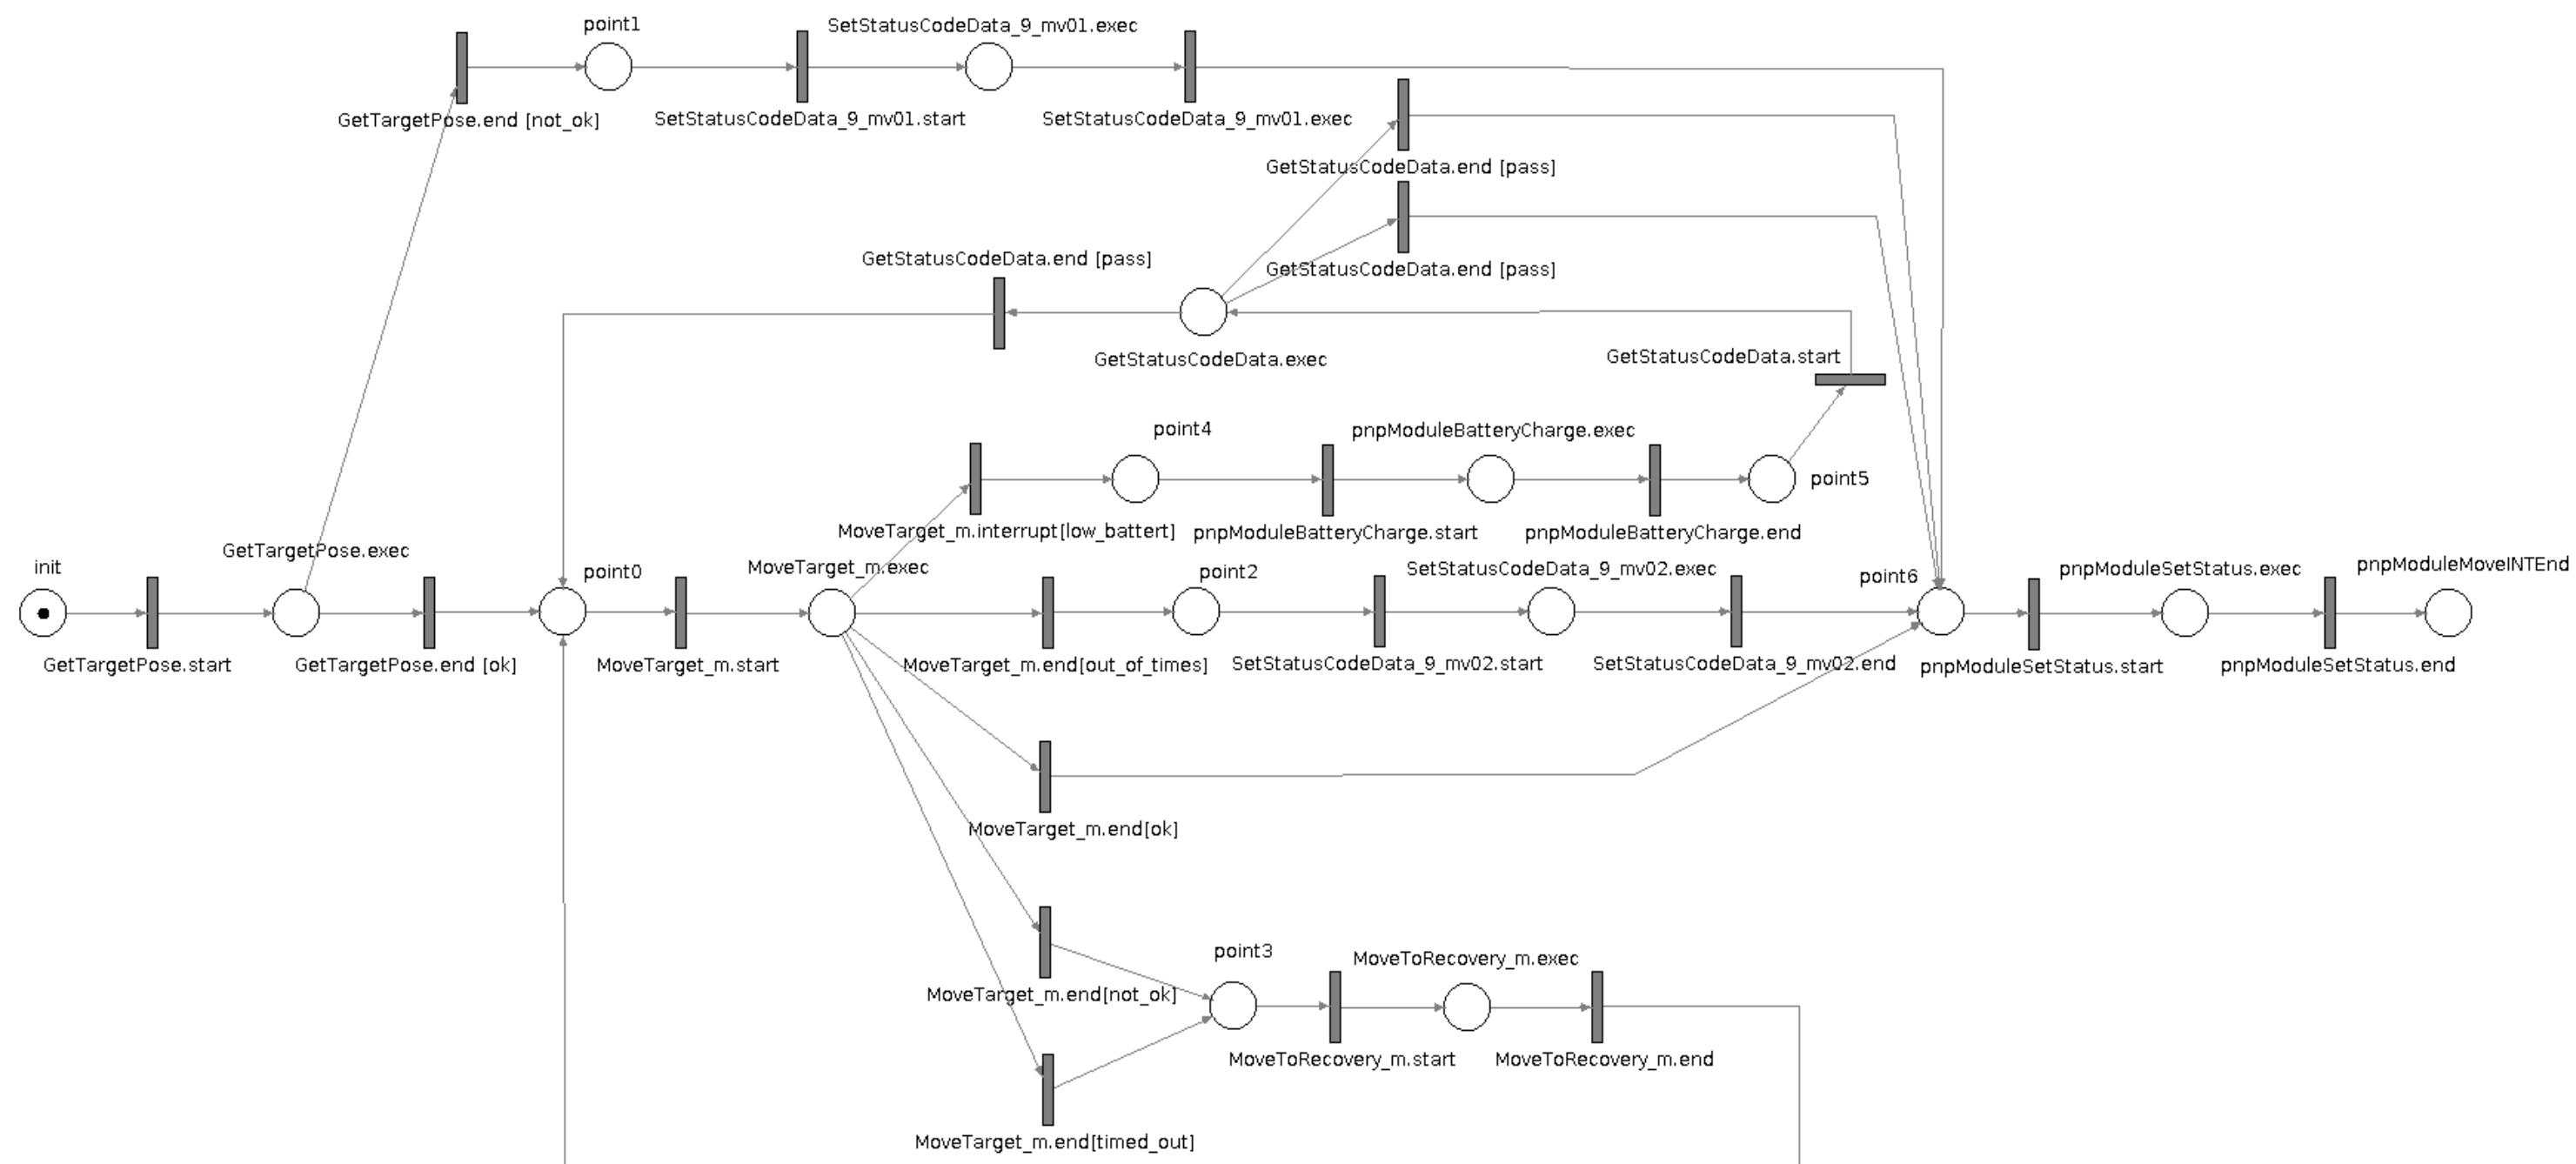 point1
SetStatusCodeData_9_mv01.exec
GetTargetPose.end [not_ok]
SetStatusCodeData_9_mv01.start
SetStatusCodeData_9_mv01.exec
GetStatusCodeData.end [pass]
GetStatusCodeData.end [pass]
GetStatusCodeData.end [pass]
GetStatusCodeData.exec
GetStatusCodeData.start
point4
pnpModuleBatteryCharge.exec
point5
MoveTarget_m.interrupt[low_battert]
pnpModuleBatteryCharge.start
pnpModuleBatteryCharge.end
init
GetTargetPose.exec
point0
MoveTarget_m.exec
point2
SetStatusCodeData_9_mv02.exec
point6
pnpModuleSetStatus.exec
pnpModuleMoveINTEnd
GetTargetPose.start
GetTargetPose.end [ok]
MoveTarget_m.start
MoveTarget_m.end[out_of_times]
SetStatusCodeData_9_mv02.start
SetStatusCodeData_9_mv02.end
pnpModuleSetStatus.start
pnpModuleSetStatus.end
MoveTarget_m.end[ok]
point3
MoveToRecovery_m.exec
MoveTarget_m.end[not_ok]
MoveToRecovery_m.start
MoveToRecovery_m.end
MoveTarget_m.end[timed_out]